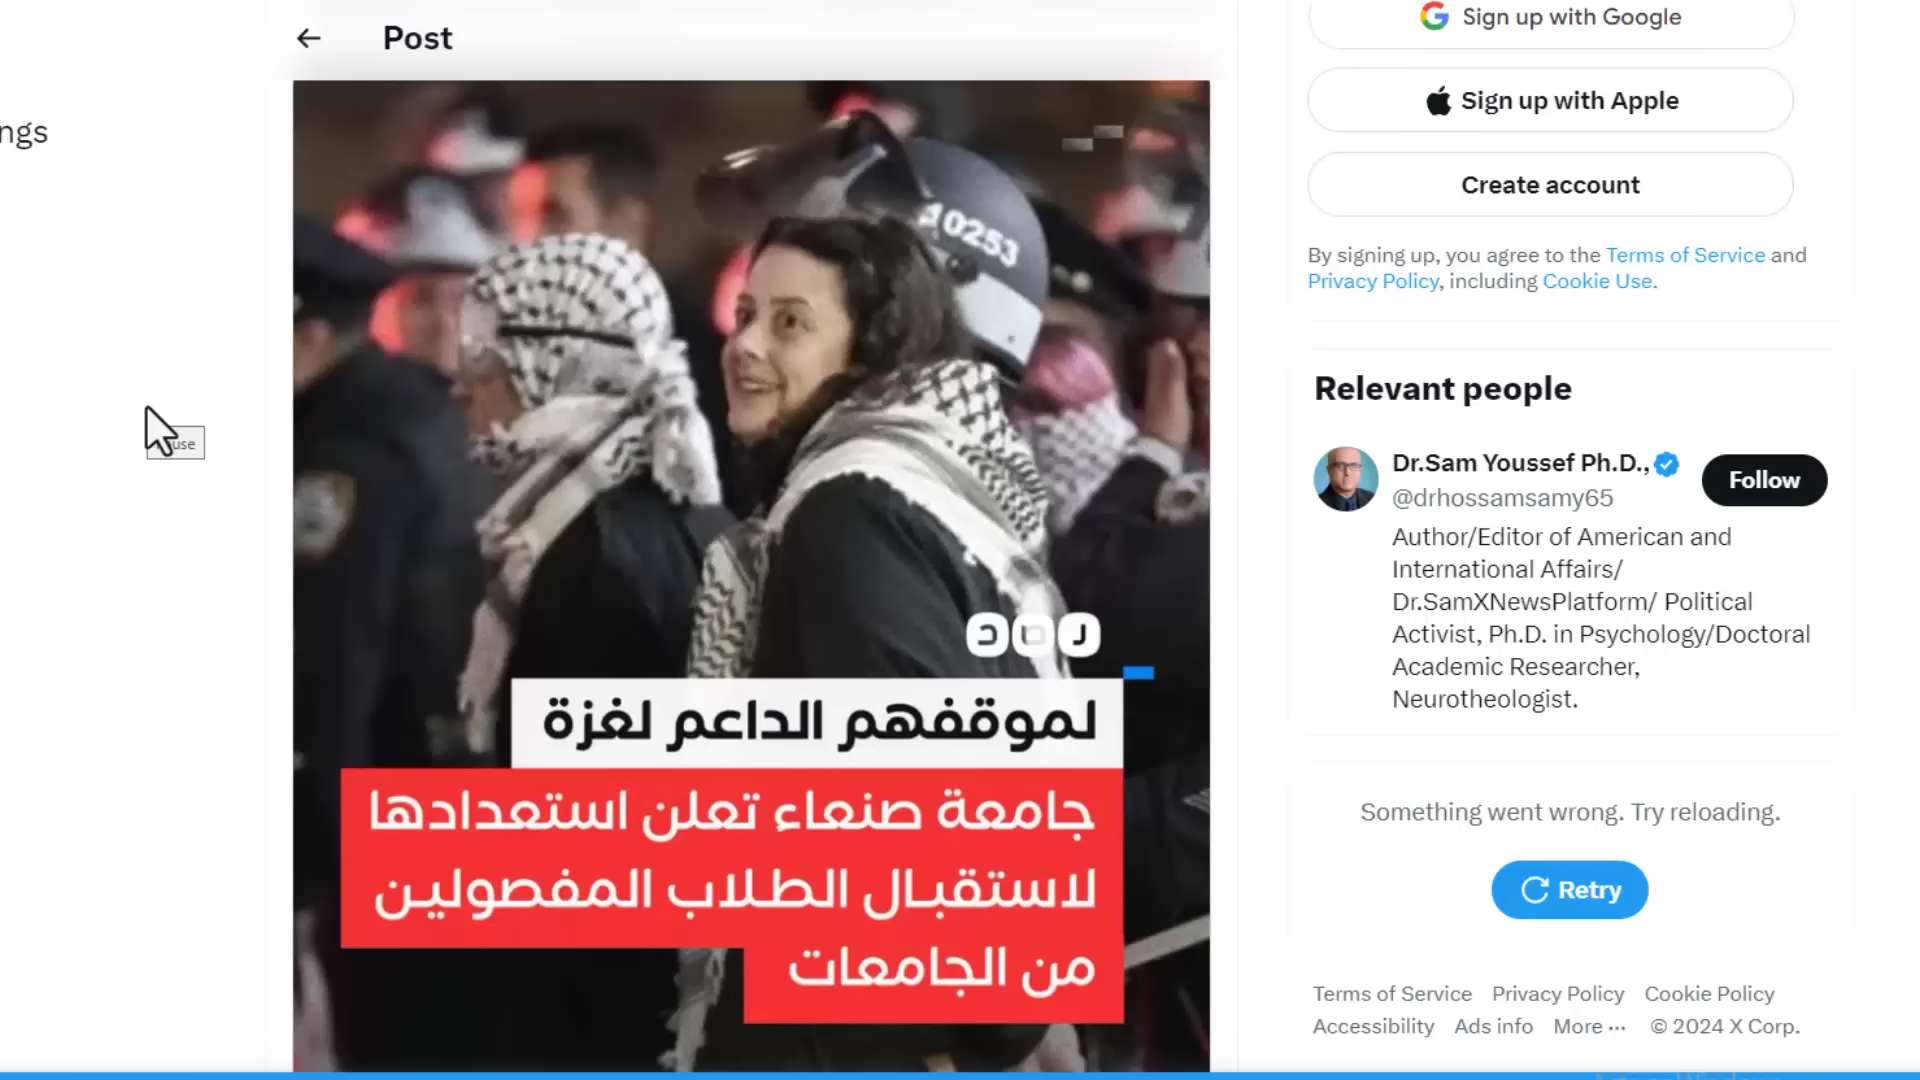 Post
ngs
10253
رصد
لموقفهم الداعم لغزة
جامعة صنعاء تعلن استعدادها
لاستقبال الطلاب المفصولين
من الجامعات
Sign up with Google
Sign up with Apple
Create account
By signing up, you agree to the Terms of Service and
Privacy Policy, including Cookie Use.
Relevant people
Dr.Sam Youssef Ph.D.,
@drhossamsamy65
Follow
Author/Editor of American and
International Affairs/
Dr.SamXNewsPlatform/ Political
Activist, Ph.D. in Psychology/Doctoral
Academic Researcher,
Neurotheologist.
Something went wrong. Try reloading.
Retry
Terms of Service Privacy Policy Cookie Policy
Accessibility Ads info More ··· © 2024 X Corp.